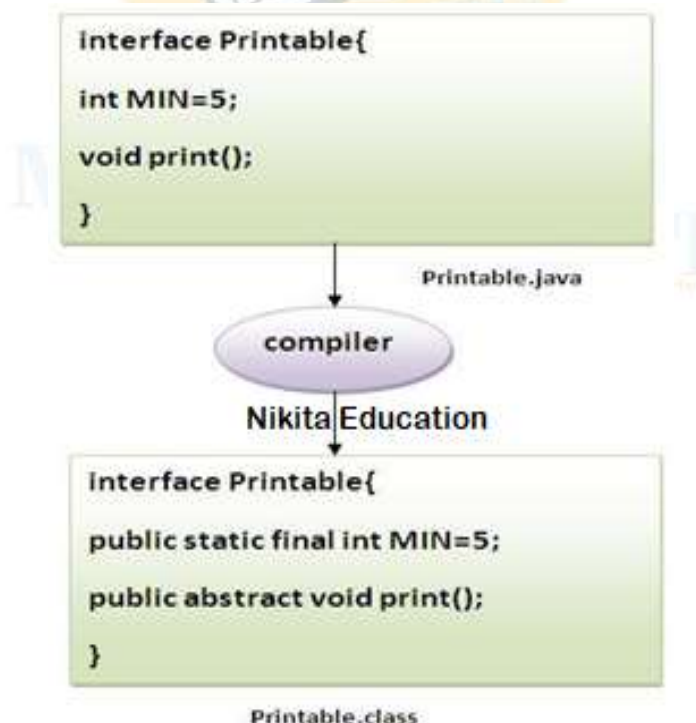 interface Printable{
int MIN=5;
void print();
}
Printable.java
compiler
Nikita Education
interface Printable{
public static final int MIN=5;
public abstract void print();
}
Printable.class